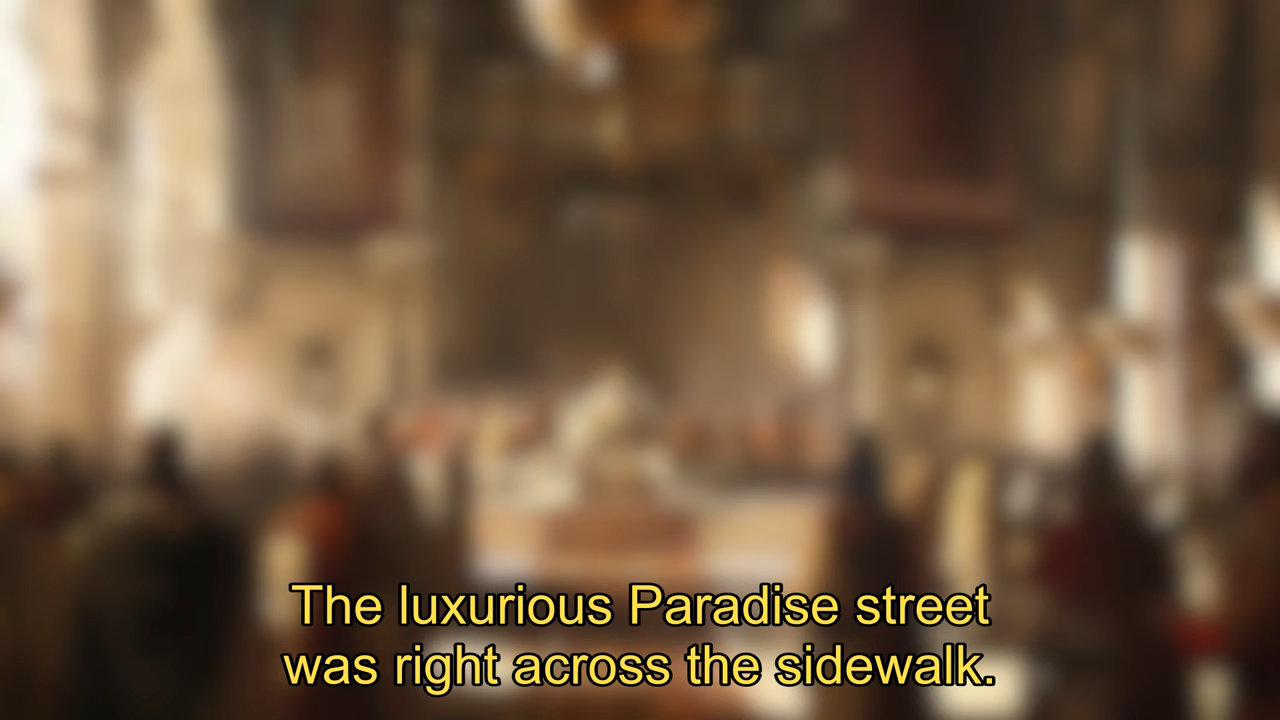 The luxurious Paradise street
was right across the sidewalk.